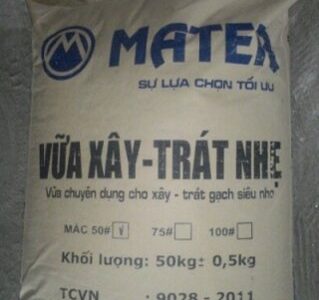 MATEX
SỰ LỰA CHỌN TỐI ƯU
VỮA XÂY-TRÁT NHẸ
Vữa chuyên dụng cho xây - trát gạch siêu nhẹ
MÁC 50# 75# 100#
Khối lượng: 50kg± 0,5kg
TCVN : 9028 - 2011